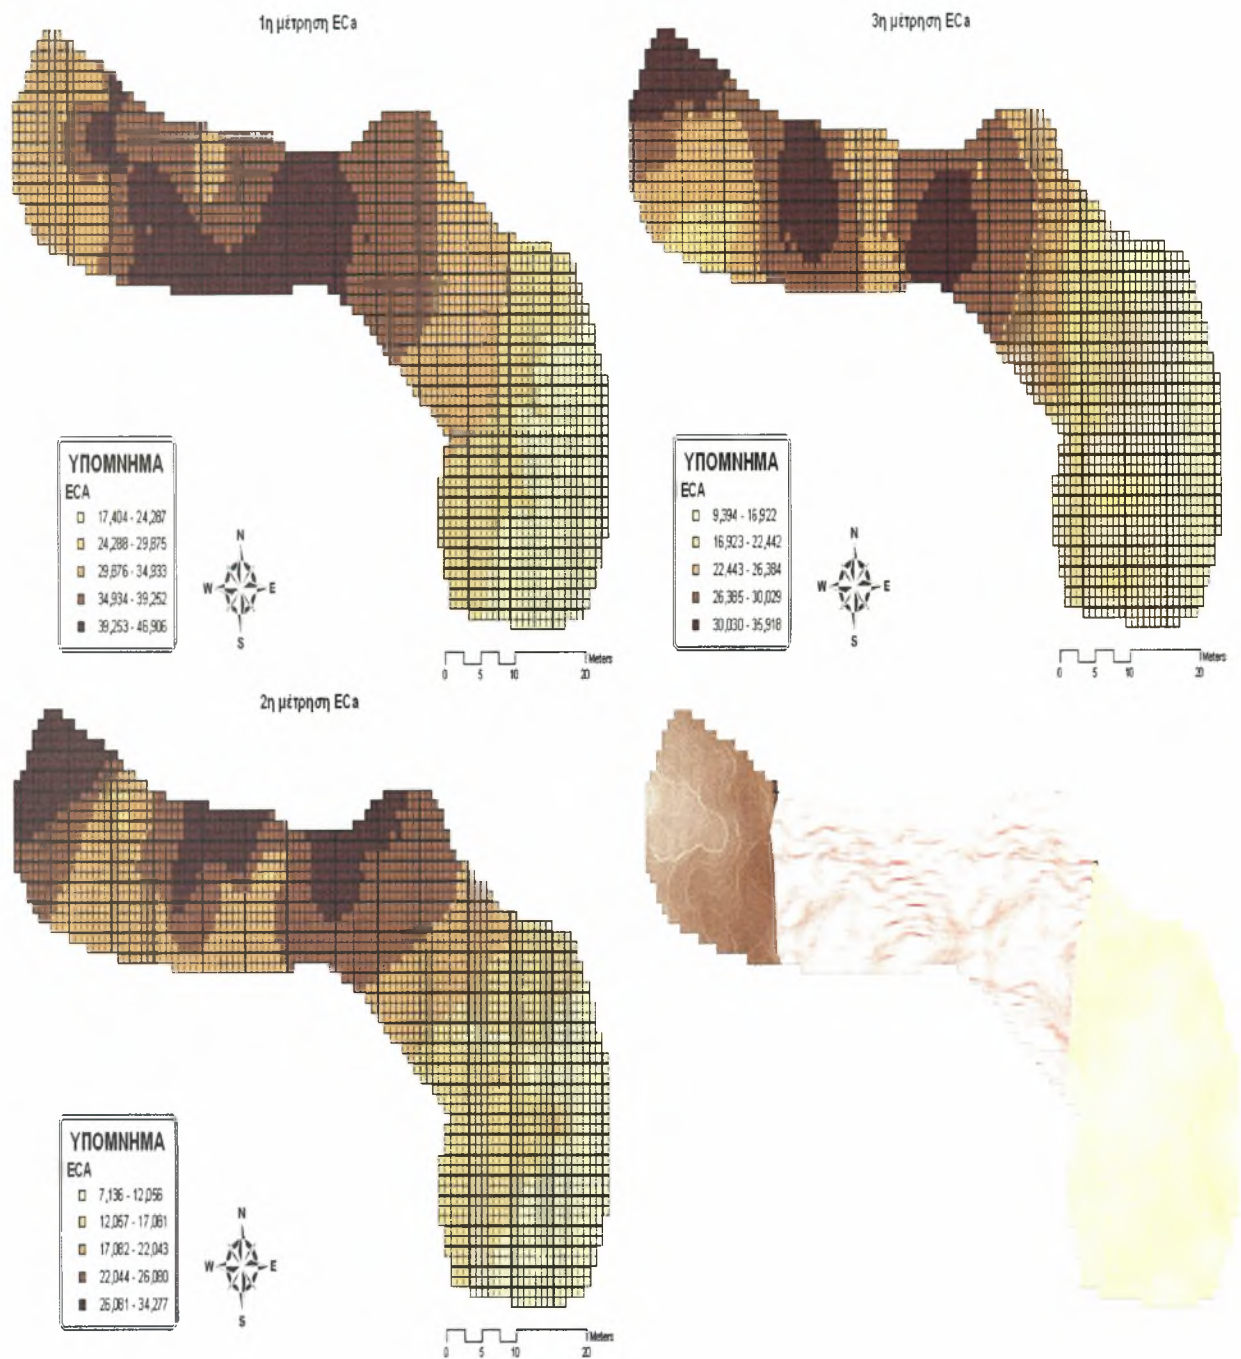 1η μέτρηση ECa
ΥΠΟΜΝΗΜΑ
ECA
17,404 - 24,287
24,288 - 29,875
29,876 - 34,933
34,934 - 39,252
39,253 - 46,906
N
W E
S
Meters
0 5 10 20
3η μέτρηση ECa
ΥΠΟΜΝΗΜΑ
ECA
9,394 - 16,922
16,923 - 22,442
22,443 - 26,384
26,385 - 30,029
30,030 - 35,918
N
W E
S
Meters
0 5 10 20
2η μέτρηση ECa
ΥΠΟΜΝΗΜΑ
ECA
7,136 - 12,056
12,057 - 17,081
17,082 - 22,043
22,044 - 26,080
26,081 - 34,277
N
W E
S
Meters
0 5 10 20